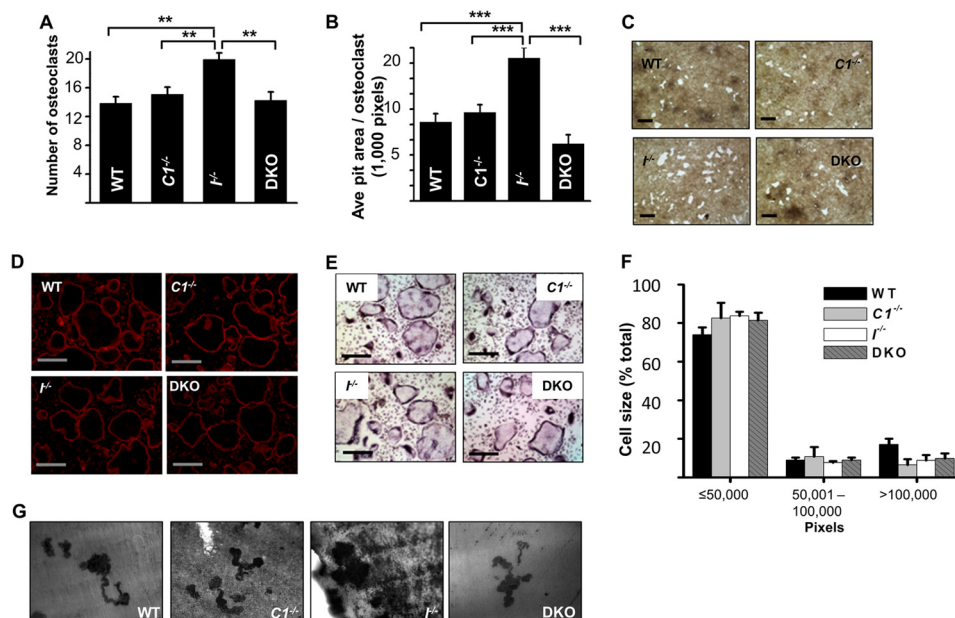 A
**
**
**
Number of osteoclasts
20
16
12
8
4
WT
C1-/-
I-/-
DKO
B
***
***
***
Ave pit area / osteoclast
(1,000 pixels)
20
10
5
WT
C1-/-
I-/-
DKO
C
WT
C1-/-
I-/-
DKO
D
WT
C1-/-
I-/-
DKO
E
WT
C1-/-
I-/-
DKO
F
Cell size (% total)
100
80
60
40
20
WT
C1-/-
I-/-
DKO
≤50,000
50,001 –
100,000
>100,000
Pixels
G
WT
C1-/-
I-/-
DKO